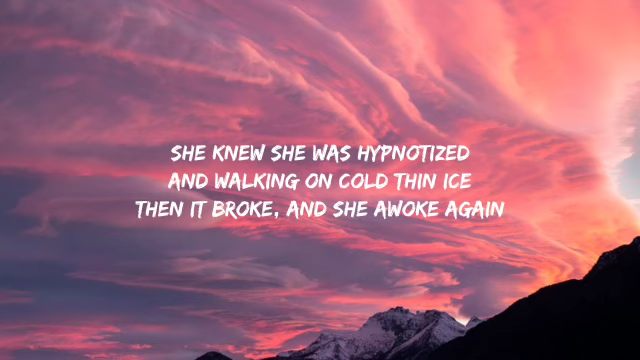 SHE KNEW SHE WAS HYPNOTIZED
AND WALKING ON COLD THIN ICE
THEN IT BROKE, AND SHE AWOKE AGAIN